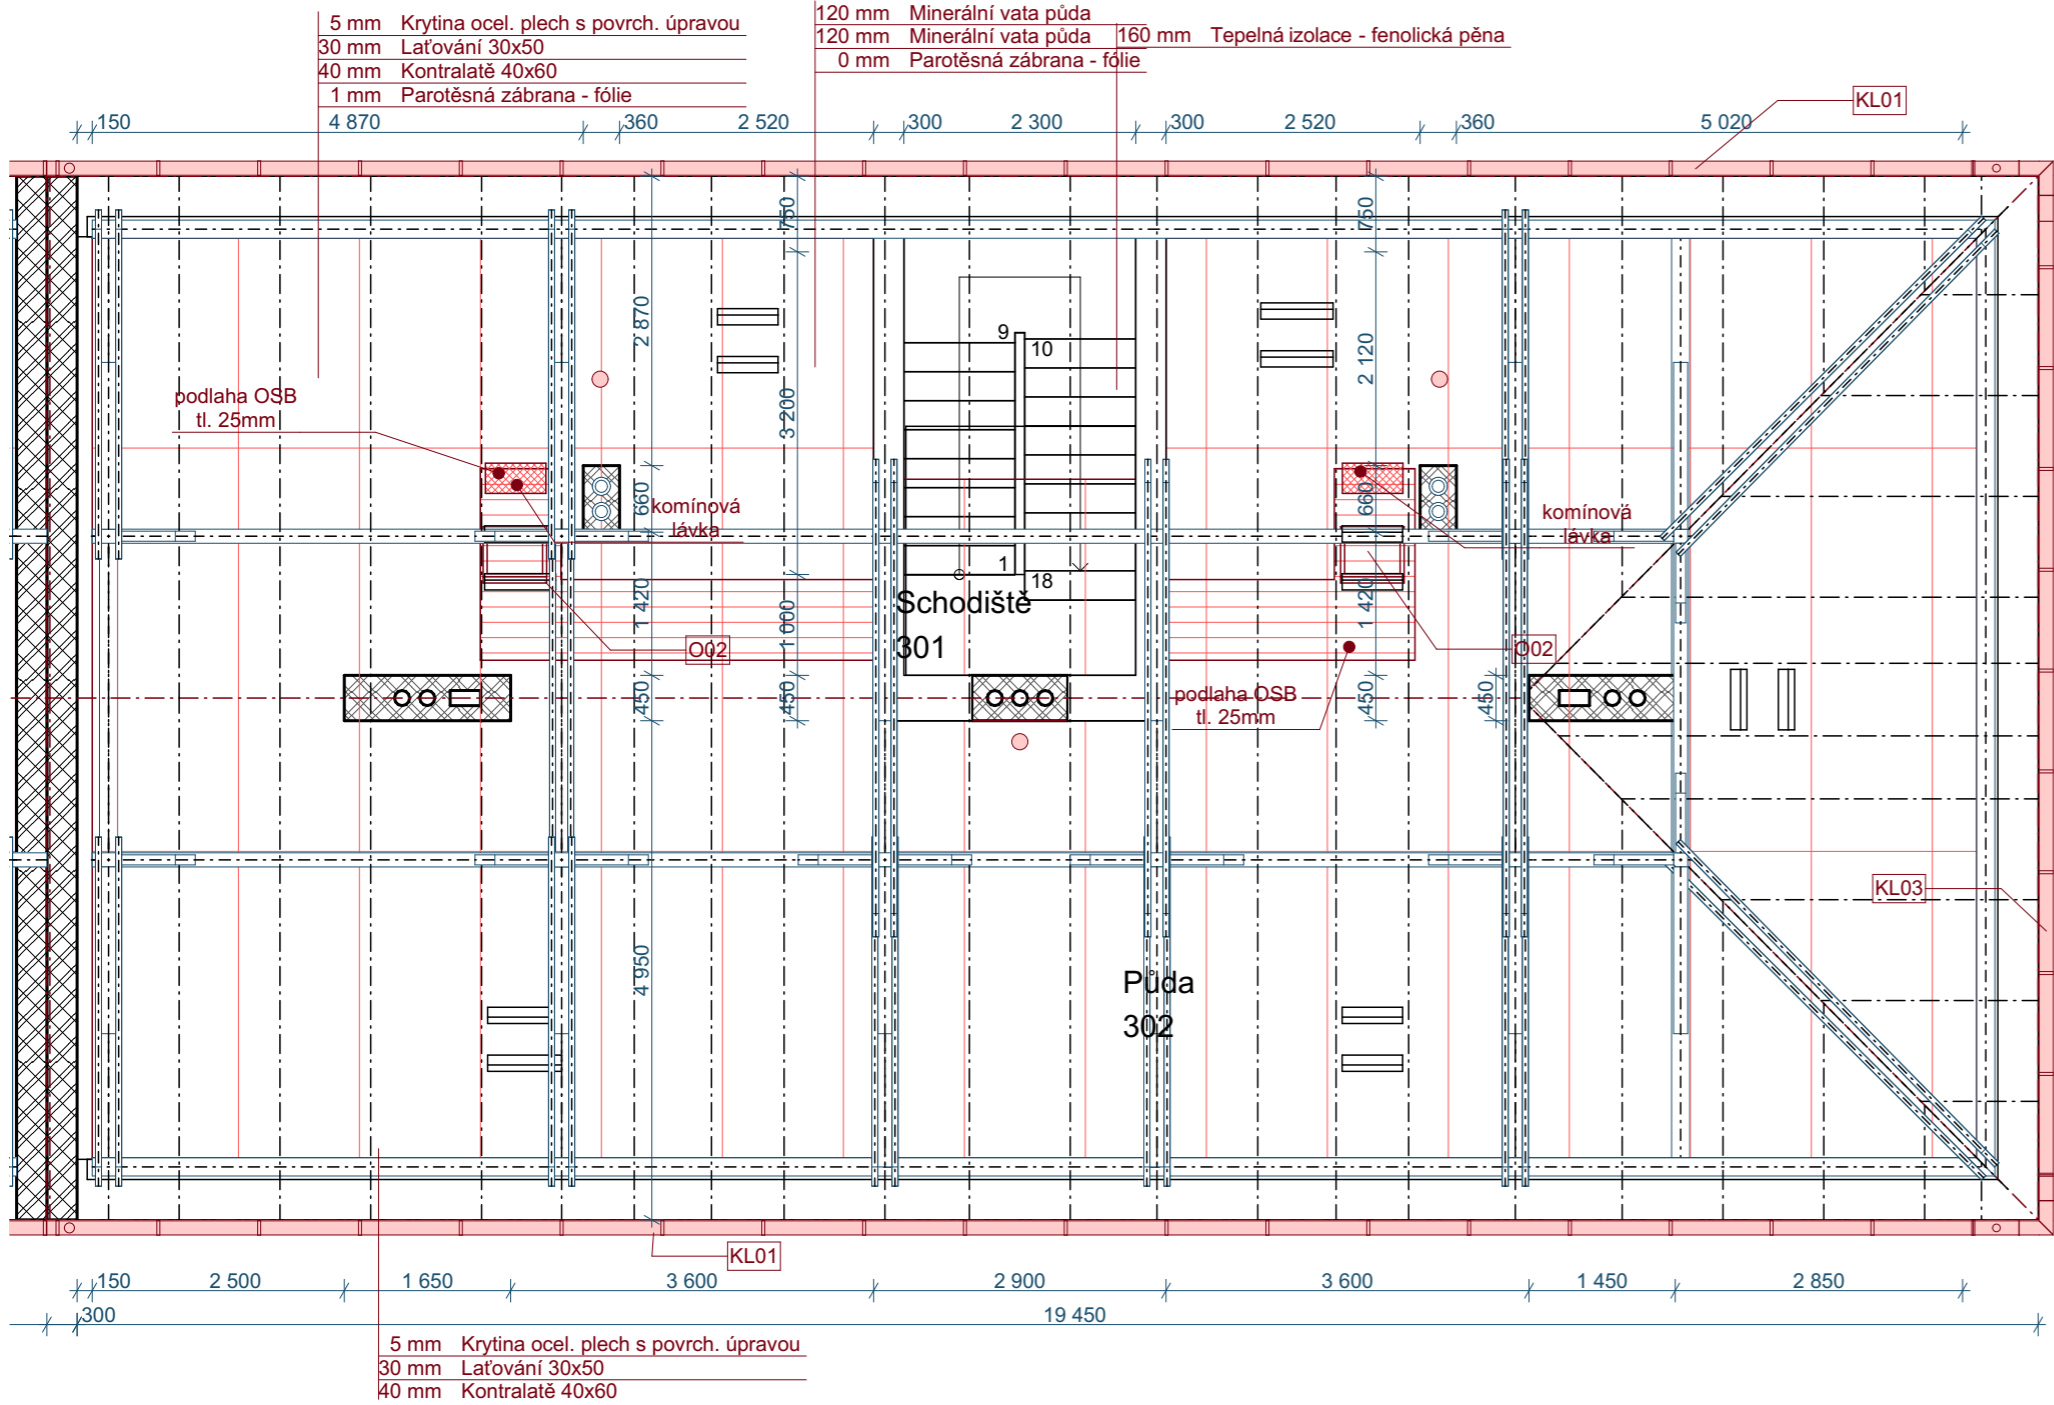 5 mm Krytina ocel. plech s povrch. úpravou
30 mm Laťování 30x50
40 mm Kontralatě 40x60
1 mm Parotěsná zábrana - fólie
120 mm Minerální vata půda
120 mm Minerální vata půda
0 mm Parotěsná zábrana - fólie
160 mm Tepelná izolace - fenolická pěna
KL01
150 4 870 360 2 520 300 2 300 300 2 520 360 5 020
750
750
2 870
9
10
2 120
podlaha OSB
tl. 25mm
3 200
660
komínová
lávka
660
komínová
lávka
1
18
1 420
1 000
Schodiště
301
1 420
O02
O02
450
450
podlaha OSB
tl. 25mm
450
450
KL03
4 950
Půda
302
KL01
150 2 500 1 650 3 600 2 900 3 600 1 450 2 850
300 19 450
5 mm Krytina ocel. plech s povrch. úpravou
30 mm Laťování 30x50
40 mm Kontralatě 40x60